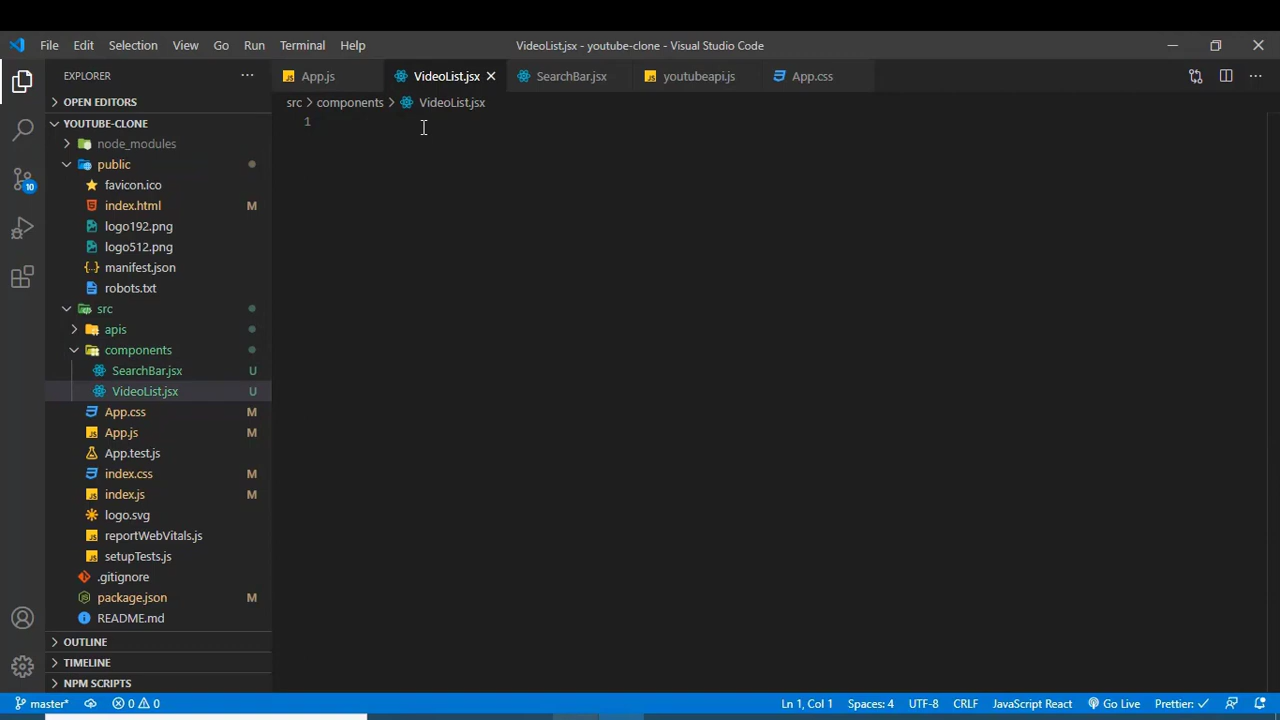 File Edit Selection View Go Run Terminal Help VideoList.jsx - youtube-clone - Visual Studio Code
EXPLORER
App.js VideoList.jsx SearchBar.jsx youtubeapi.js App.css
OPEN EDITORS
src components VideoList.jsx
1
YOUTUBE-CLONE
node_modules
public
favicon.ico
index.html M
logo192.png
logo512.png
manifest.json
robots.txt
src
apis
components
SearchBar.jsx U
VideoList.jsx U
App.css M
App.js M
App.test.js
index.css M
index.js M
logo.svg
reportWebVitals.js
setupTests.js
.gitignore
package.json M
README.md
OUTLINE
TIMELINE
NPM SCRIPTS
10
master* 0 0 Ln 1, Col 1 Spaces: 4 UTF-8 CRLF JavaScript React Go Live Prettier: ✓